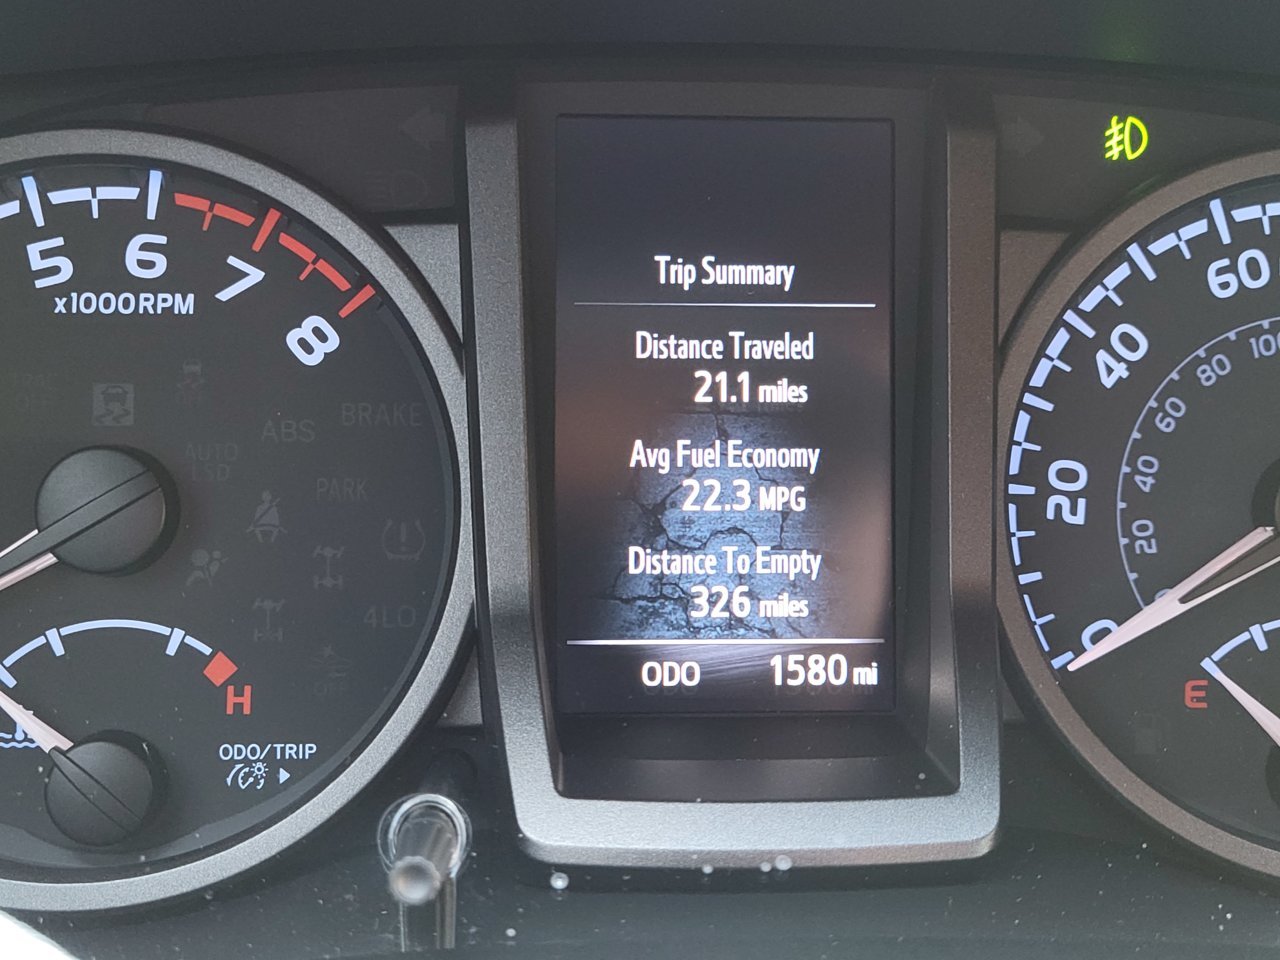 5 6 7 8
x1000RPM
ABS
BRAKE
AUTO
LSD
PARK
4LO
H
ODO/TRIP
Trip Summary
Distance Traveled
21.1 miles
Avg Fuel Economy
22.3 MPG
Distance To Empty
326 miles
ODO 1580 mi
0 20 40 60
20 40 60 80 100
E